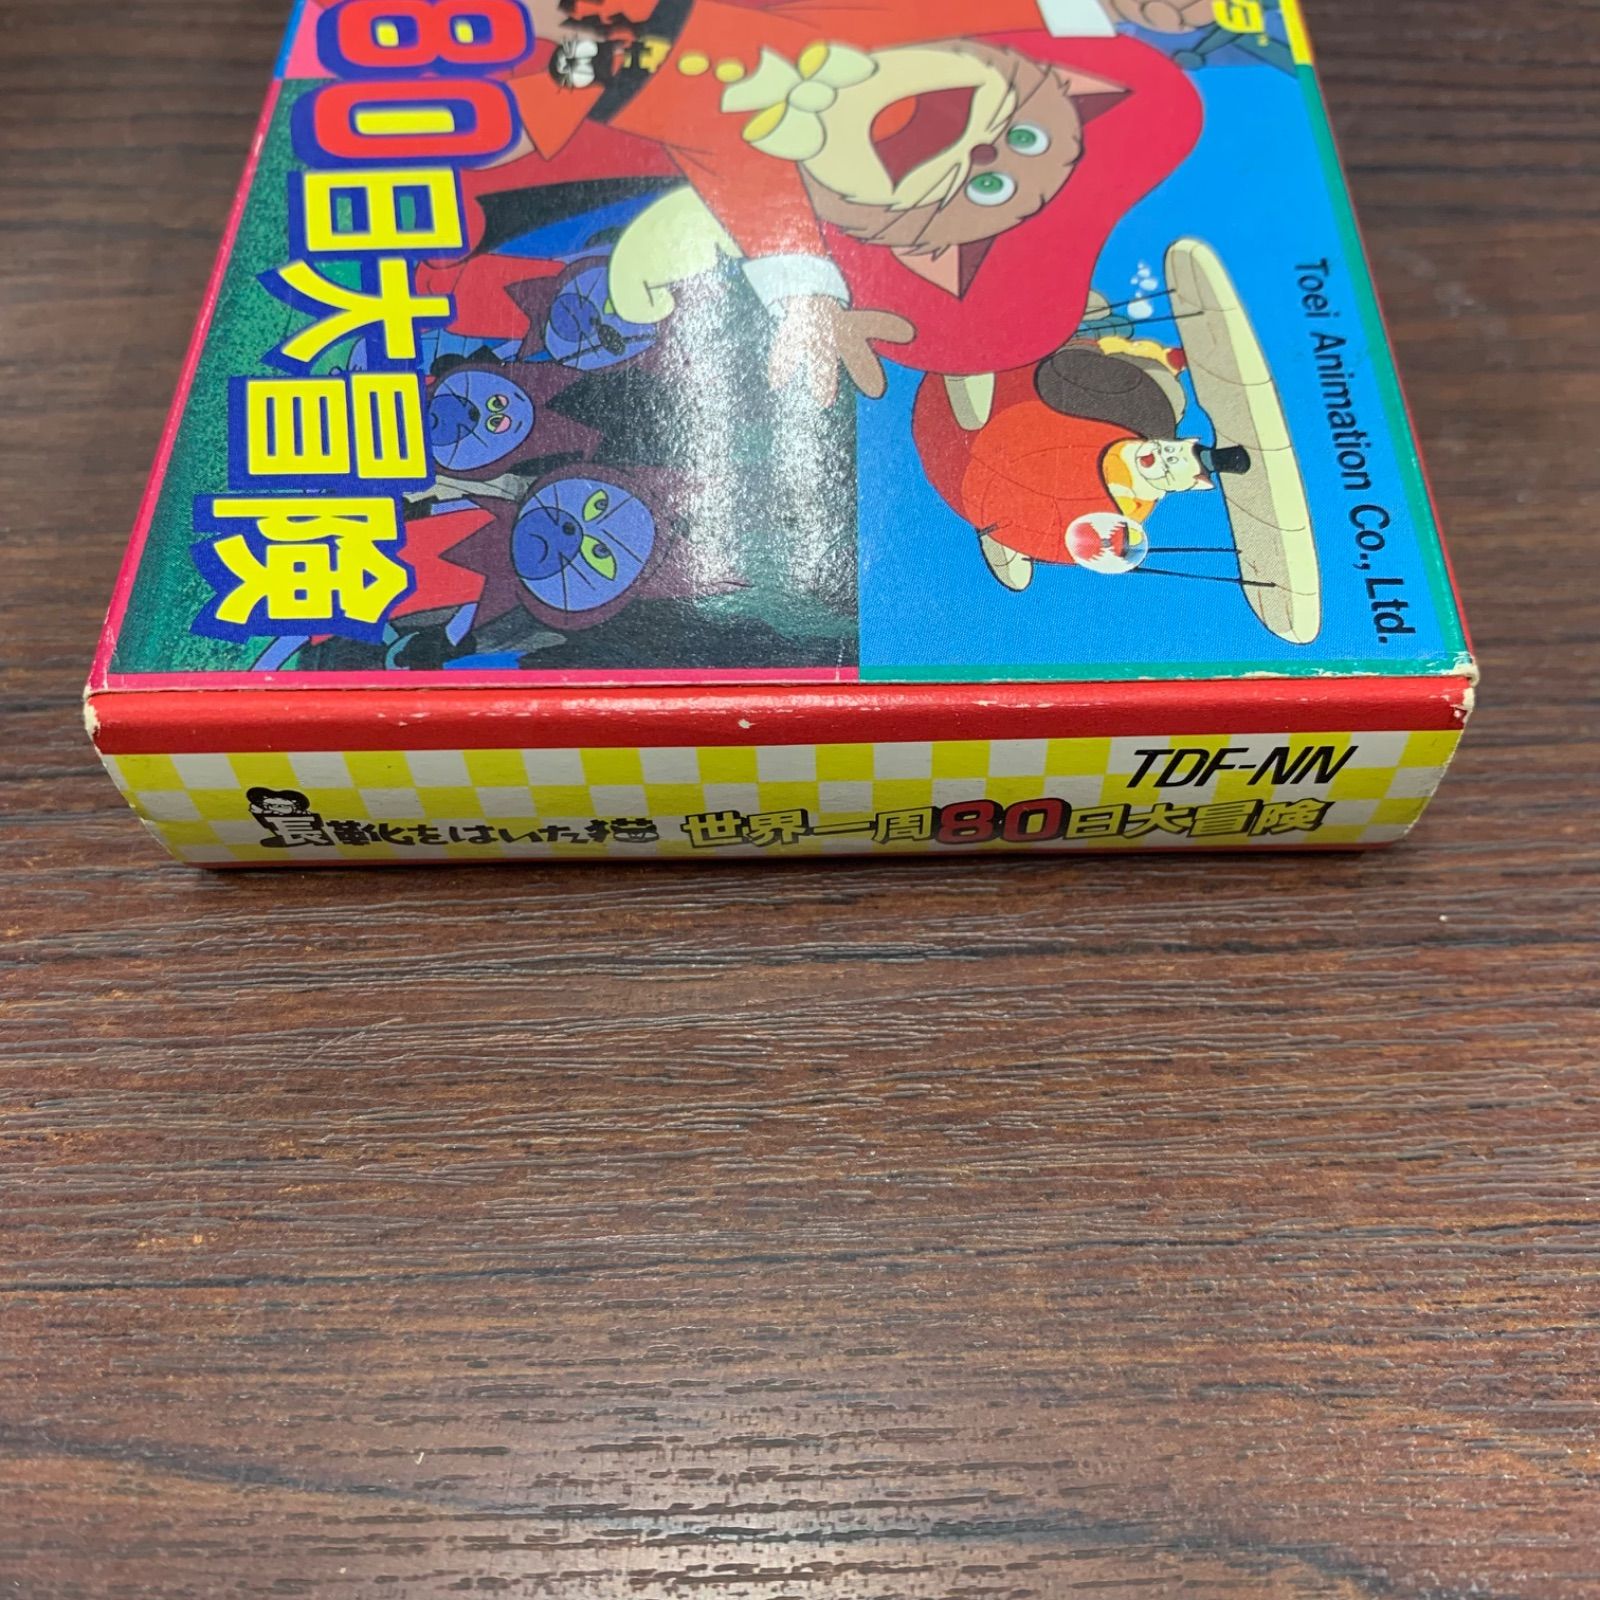 80日大冒険
Toei Animation Co., Ltd.
TDF-NN
長靴をはいた猫 世界一周80日大冒険